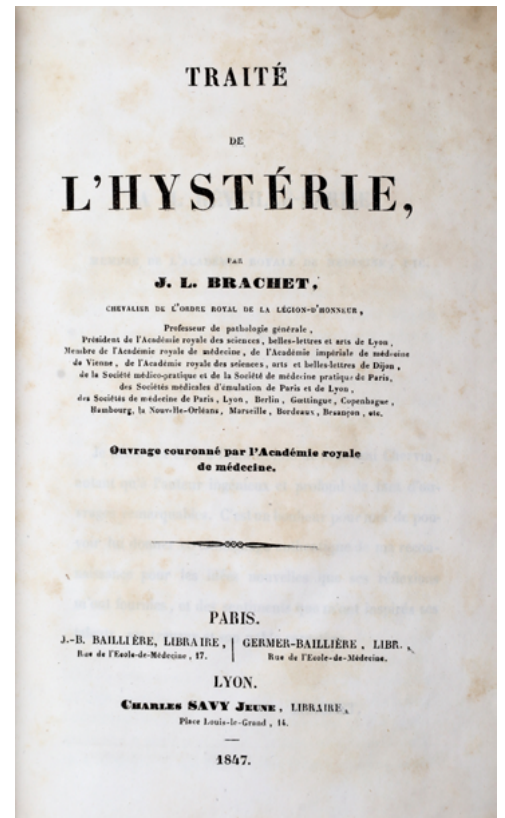 TRAITÉ
DE
L'HYSTÉRIE,
PAR
J. L. BRACHET,
CHEVALIER DE L'ORDRE ROYAL DE LA LÉGION-D'HONNEUR,
Professeur de pathologie générale,
Président de l'Académie royale des sciences, belles-lettres et arts de Lyon,
Membre de l'Académie royale de médecine, de l'Académie impériale de médecine
de Vienne, de l'Académie royale des sciences, arts et belles-lettres de Dijon,
de la Société médico-pratique et de la Société de médecine pratique de Paris,
des Sociétés médicales d'émulation de Paris et de Lyon,
des Sociétés de médecine de Paris, Lyon, Berlin, Gœttingue, Copenhague,
Hambourg, la Nouvelle-Orléans, Marseille, Bordeaux, Besançon, etc.
Ouvrage couronné par l'Académie royale
de médecine.
PARIS.
J.-B. BAILLIÈRE, LIBRAIRE, | GERMER-BAILLIÈRE, LIBR.,
Rue de l'Ecole-de-Médecine, 17. | Rue de l'Ecole-de-Médecine.
LYON.
CHARLES SAVY JEUNE, LIBRAIRE,
Place Louis-le-Grand, 14.
1847.